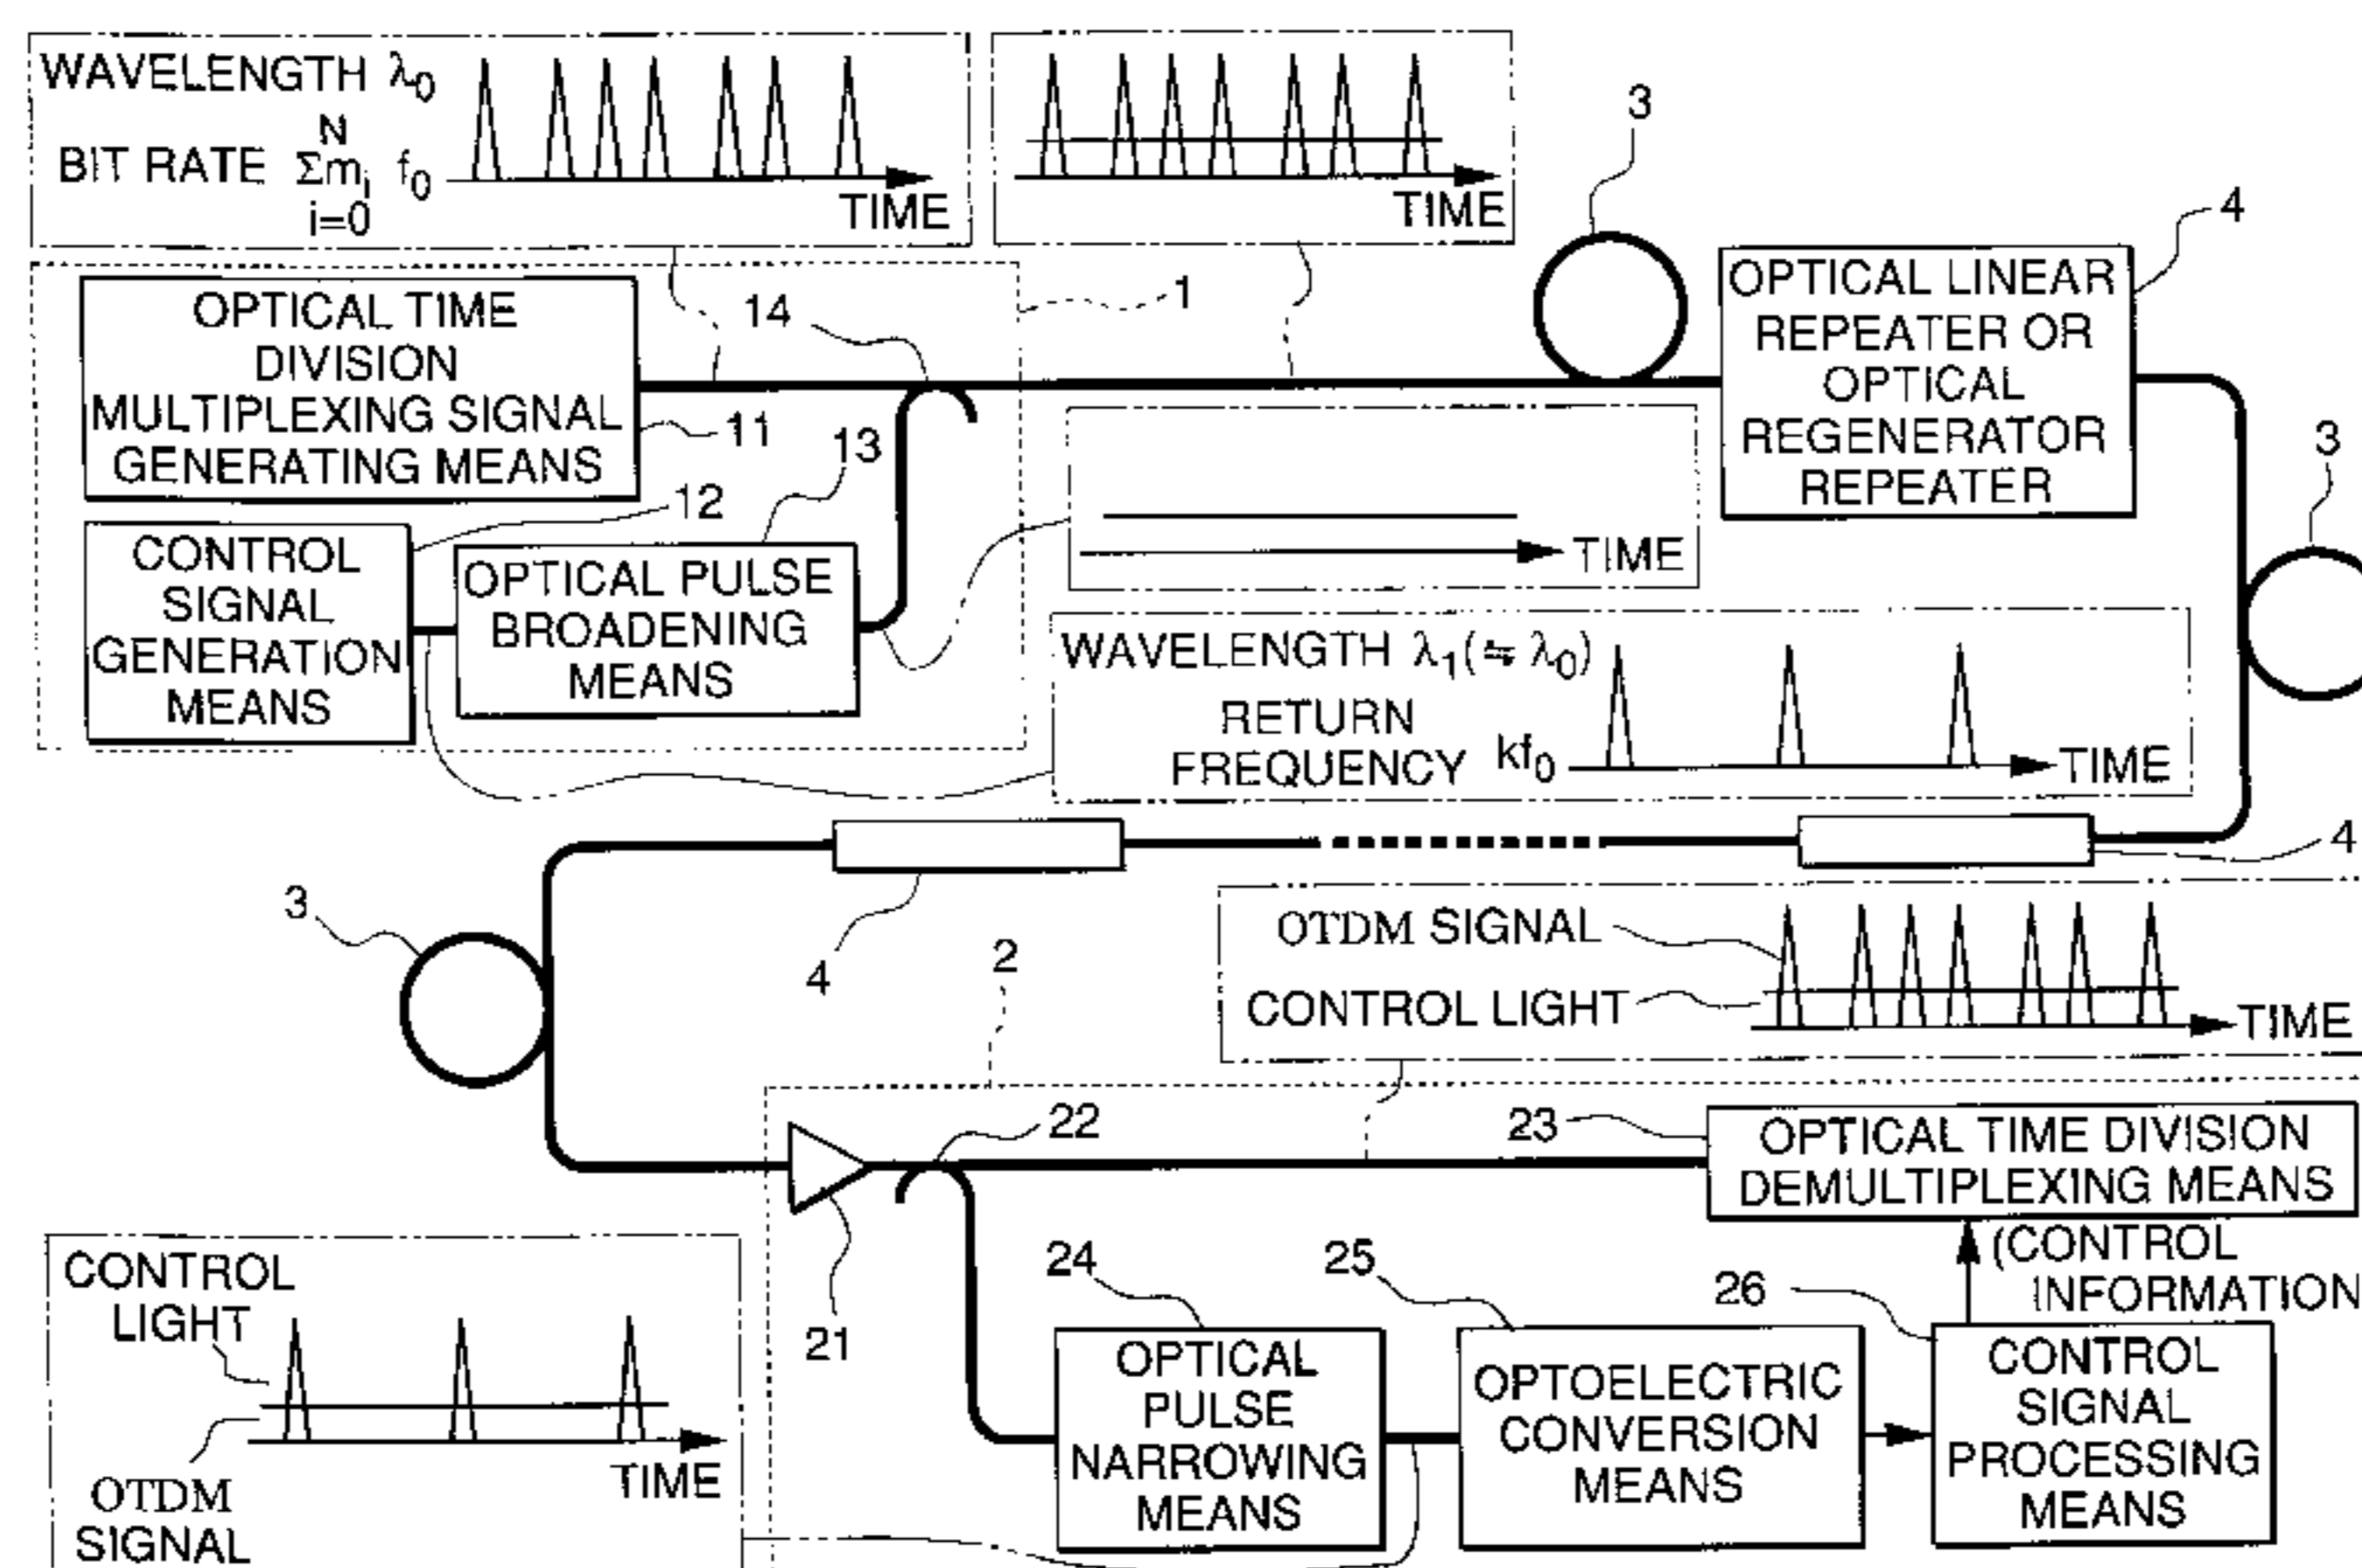 WAVELENGTH λ0
N
BIT RATE Σmi f0
i=0
TIME
TIME
3
4
OPTICAL LINEAR
REPEATER OR
OPTICAL
REGENERATOR
REPEATER
1
14
OPTICAL TIME
DIVISION
MULTIPLEXING SIGNAL
GENERATING MEANS
11
13
12
3
CONTROL
SIGNAL
GENERATION
MEANS
OPTICAL PULSE
BROADENING
MEANS
TIME
WAVELENGTH λ1(≒ λ0)
RETURN
FREQUENCY kf0
TIME
4
3
4
2
OTDM SIGNAL
CONTROL LIGHT
TIME
22
23
OPTICAL TIME DIVISION
DEMULTIPLEXING MEANS
21
24
25
26
(CONTROL
INFORMATION
CONTROL
LIGHT
TIME
OTDM
SIGNAL
OPTICAL
PULSE
NARROWING
MEANS
OPTOELECTRIC
CONVERSION
MEANS
CONTROL
SIGNAL
PROCESSING
MEANS